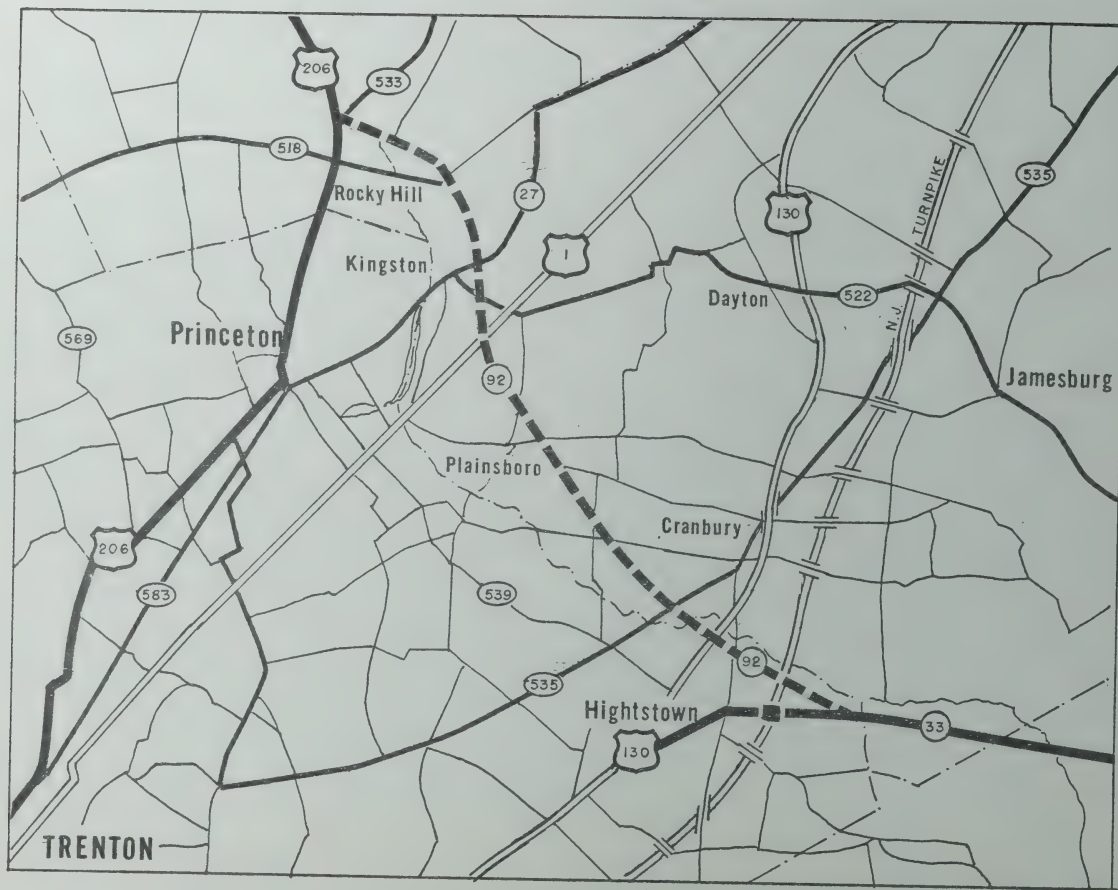 206
533
518
Rocky Hill
27
130
N.J. TURNPIKE
535
Kingston
1
Dayton
522
569
Princeton
92
Jamesburg
Plainsboro
Cranbury
206
583
539
535
92
Hightstown
130
33
TRENTON